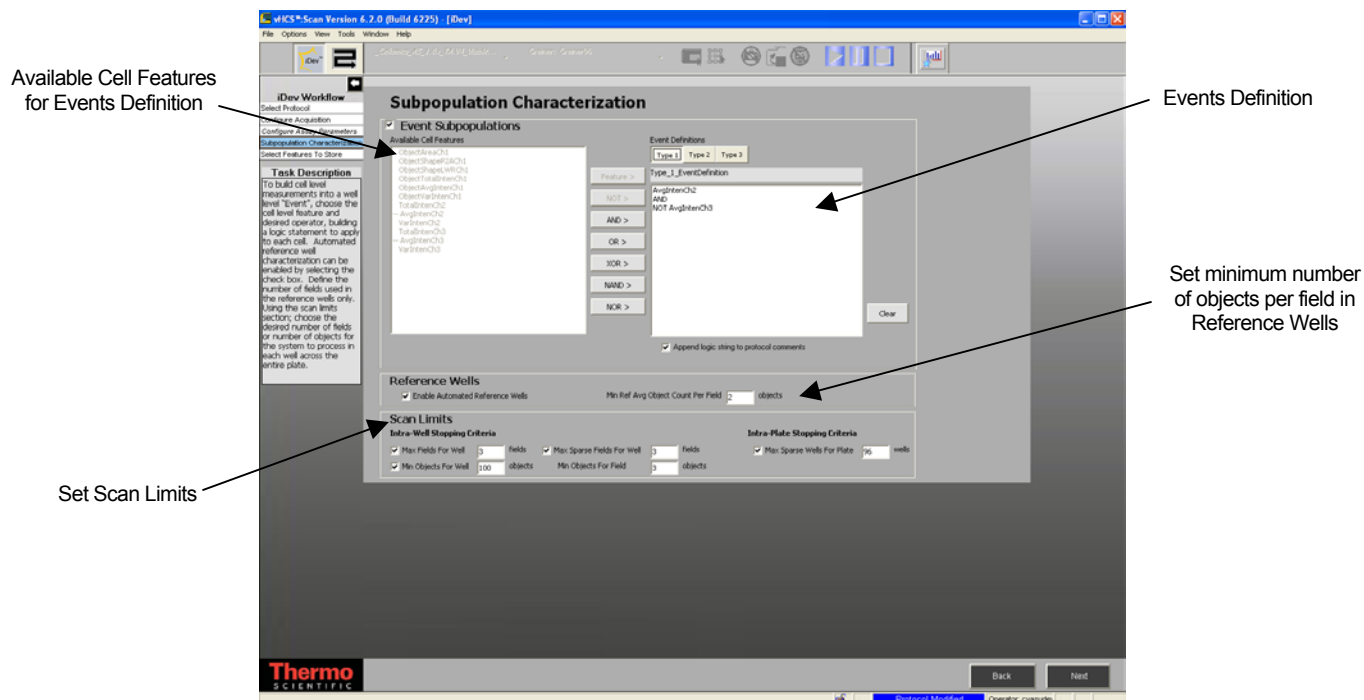 vHCS™:Scan Version 6.2.0 (Build 6225) - [iDev]
File Options View Tools Window Help
iDev™
Available Cell Features
for Events Definition
Events Definition
Set minimum number
of objects per field in
Reference Wells
Set Scan Limits
iDev Workflow
Select Protocol
Configure Acquisition
Configure Assay Parameters
Subpopulation Characterization
Select Features To Store
Task Description
To build cell level
measurements into a well
level "Event", choose the
cell level feature and
desired operator, building
a logic statement to apply
to each cell. Automated
reference well
characterization can be
enabled by selecting the
check box. Define the
number of fields used in
the reference wells only.
Using the scan limits
section; choose the
desired number of fields
or number of objects for
the system to process in
each well across the
entire plate.
Subpopulation Characterization
Event Subpopulations
Available Cell Features
ObjectAreaCh1
ObjectShapeP2ACh1
ObjectShapeLWRCh1
ObjectTotalIntenCh1
ObjectAvgIntenCh1
ObjectVarIntenCh1
TotalIntenCh2
AvgIntenCh2
VarIntenCh2
TotalIntenCh3
AvgIntenCh3
VarIntenCh3
Feature >
NOT >
AND >
OR >
XOR >
NAND >
NOR >
Event Definitions
Type 1 Type 2 Type 3
Type_1_EventDefinition
AvgIntenCh2
AND
NOT AvgIntenCh3
Clear
Append logic string to protocol comments
Reference Wells
Enable Automated Reference Wells Min Ref Avg Object Count Per Field 2 objects
Scan Limits
Intra-Well Stopping Criteria Intra-Plate Stopping Criteria
Max Fields For Well 3 fields Max Sparse Fields For Well 3 fields Max Sparse Wells For Plate 96 wells
Min Objects For Well 100 objects Min Objects For Field 3 objects
Thermo
SCIENTIFIC
Back Next
Protocol Modified Operator: